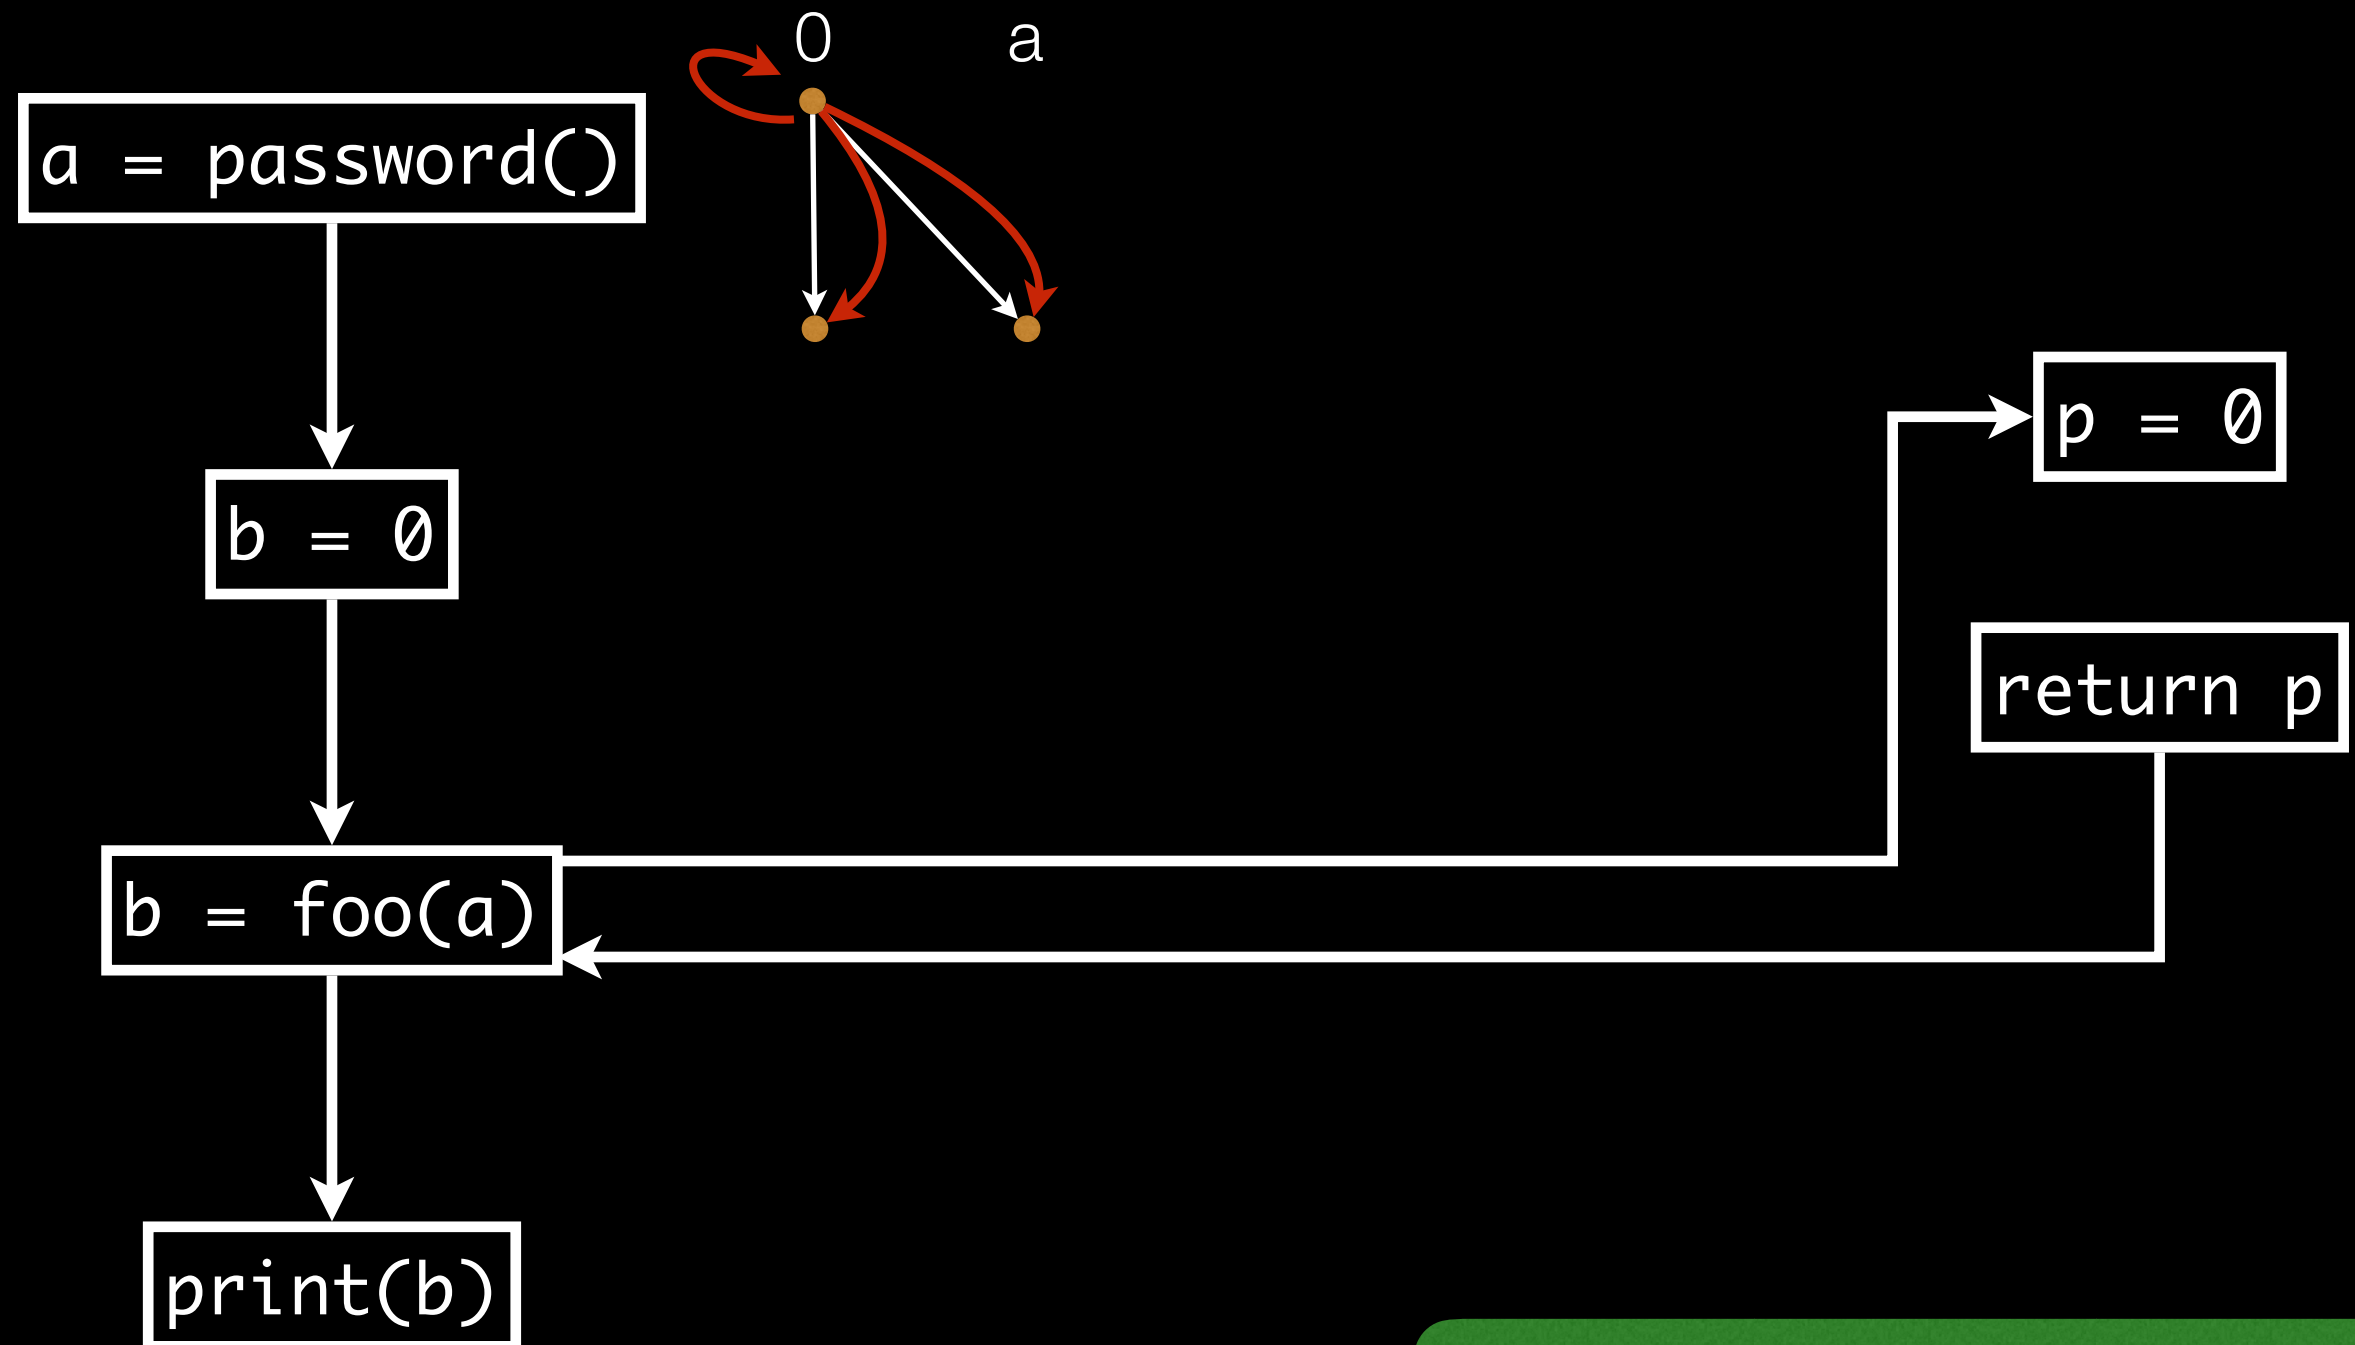 0 a
a = password()
p = 0
b = 0
return p
b = foo(a)
print(b)